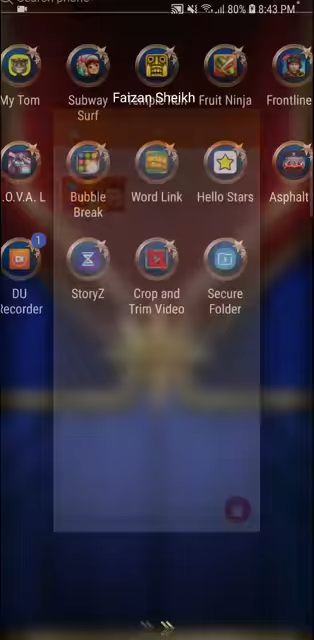 80% 8:43 PM
My Tom
Subway Surf
Faizan Sheikh
Fruit Ninja
Frontline
.O.V.A. L
Bubble Break
Word Link
Hello Stars
Asphalt
1
DU Recorder
StoryZ
Crop and Trim Video
Secure Folder